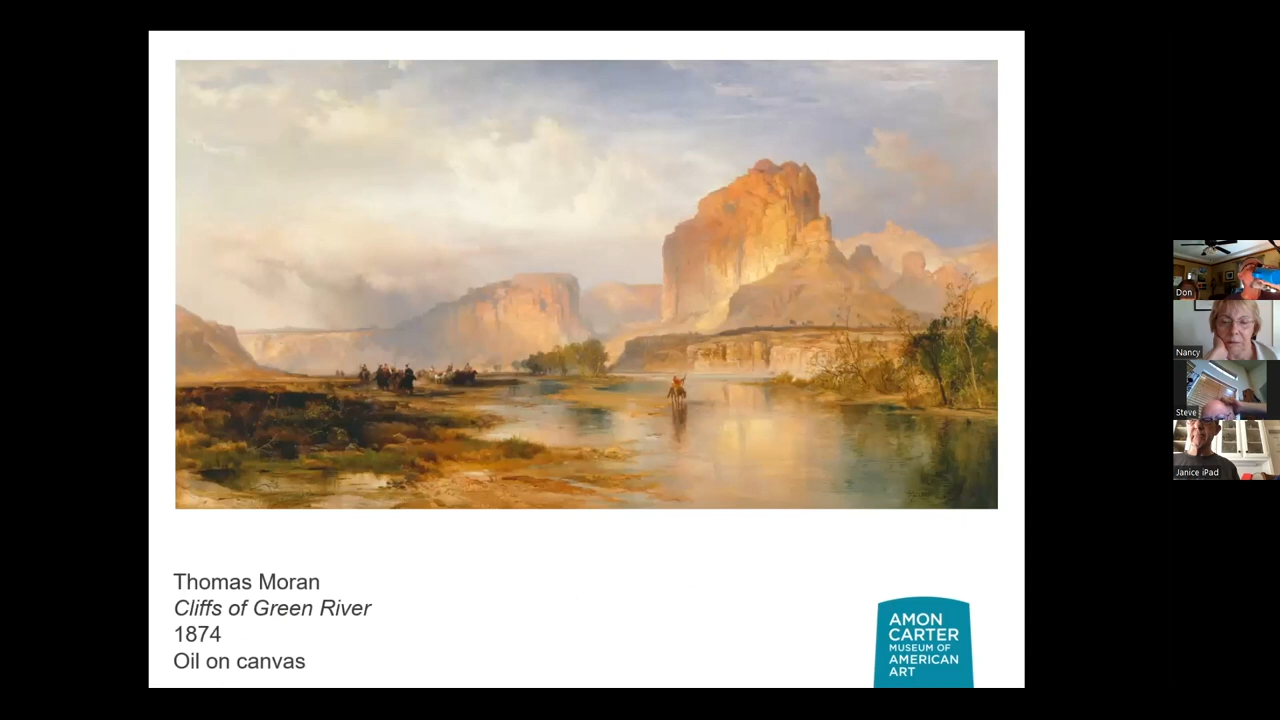 Thomas Moran
Cliffs of Green River
1874
Oil on canvas
AMON
CARTER
MUSEUM OF
AMERICAN
ART
Don
Nancy
Steve
Janice iPad